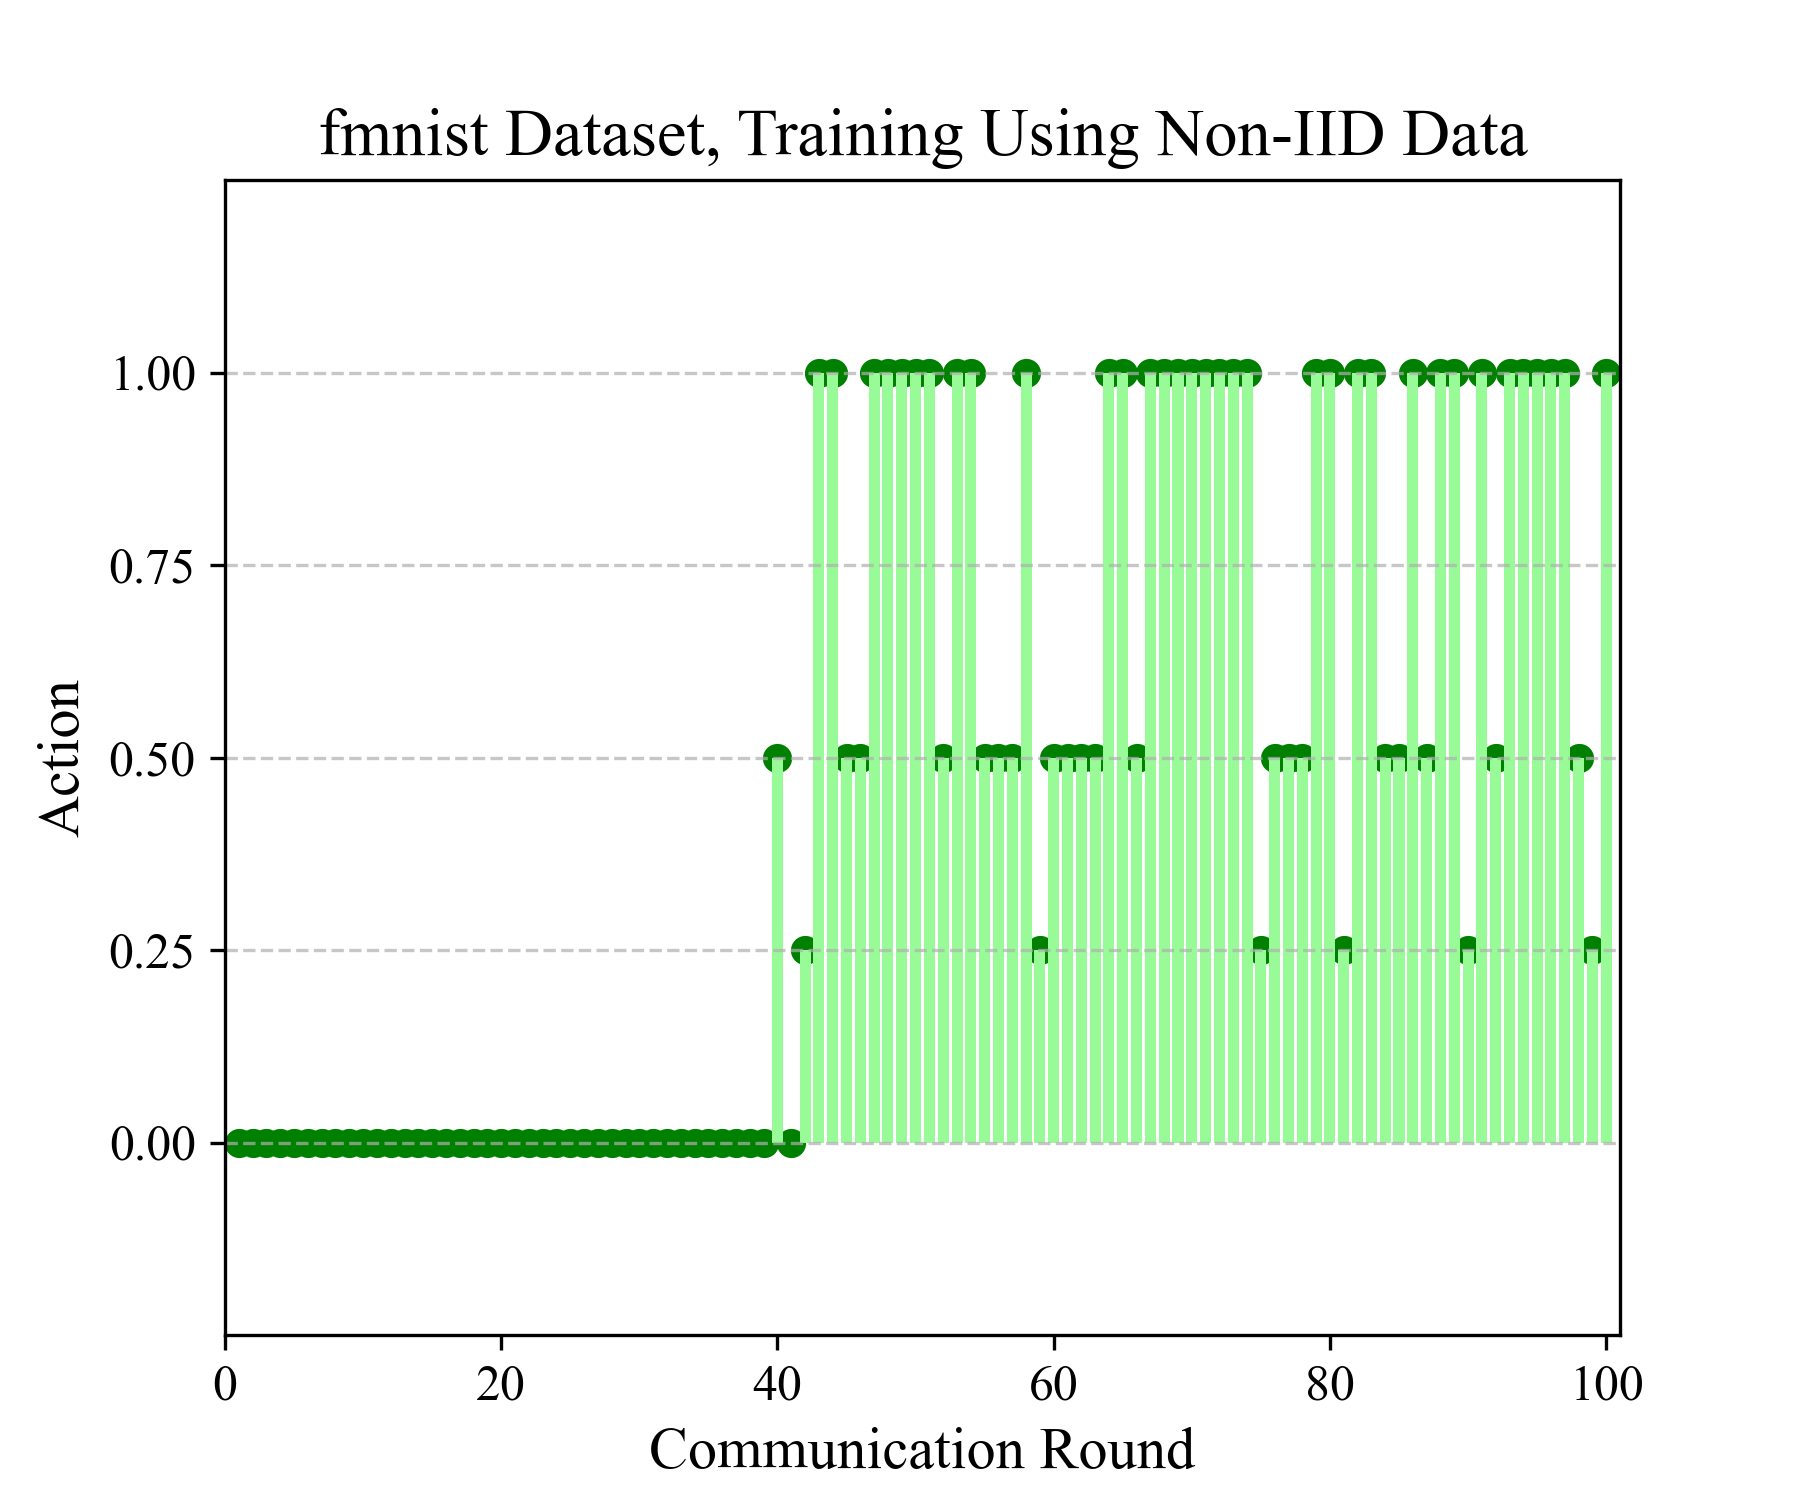 fmnist Dataset, Training Using Non-IID Data
1.00
0.75
0.50
0.25
0.00
Action
0 20 40 60 80 100
Communication Round